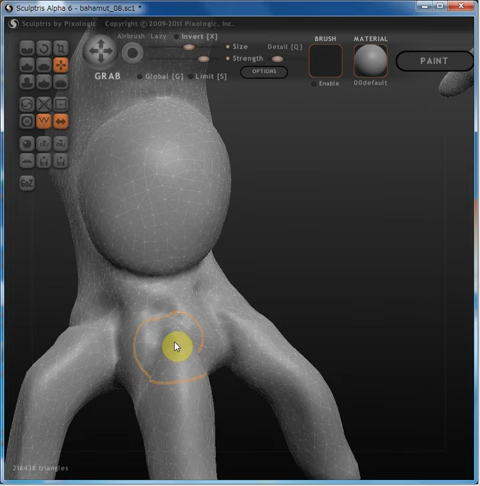 Sculptris Alpha 6 - bahamut_06.sc1 *
Sculptris by Pixologic Copyright © 2009-2011 Pixologic, Inc.
Airbrush Lazy Invert [X]
Size Detail [Q]
Strength
GRAB Global [G] Limit [S] OPTIONS
BRUSH MATERIAL
PAINT
Enable 00default
216438 triangles